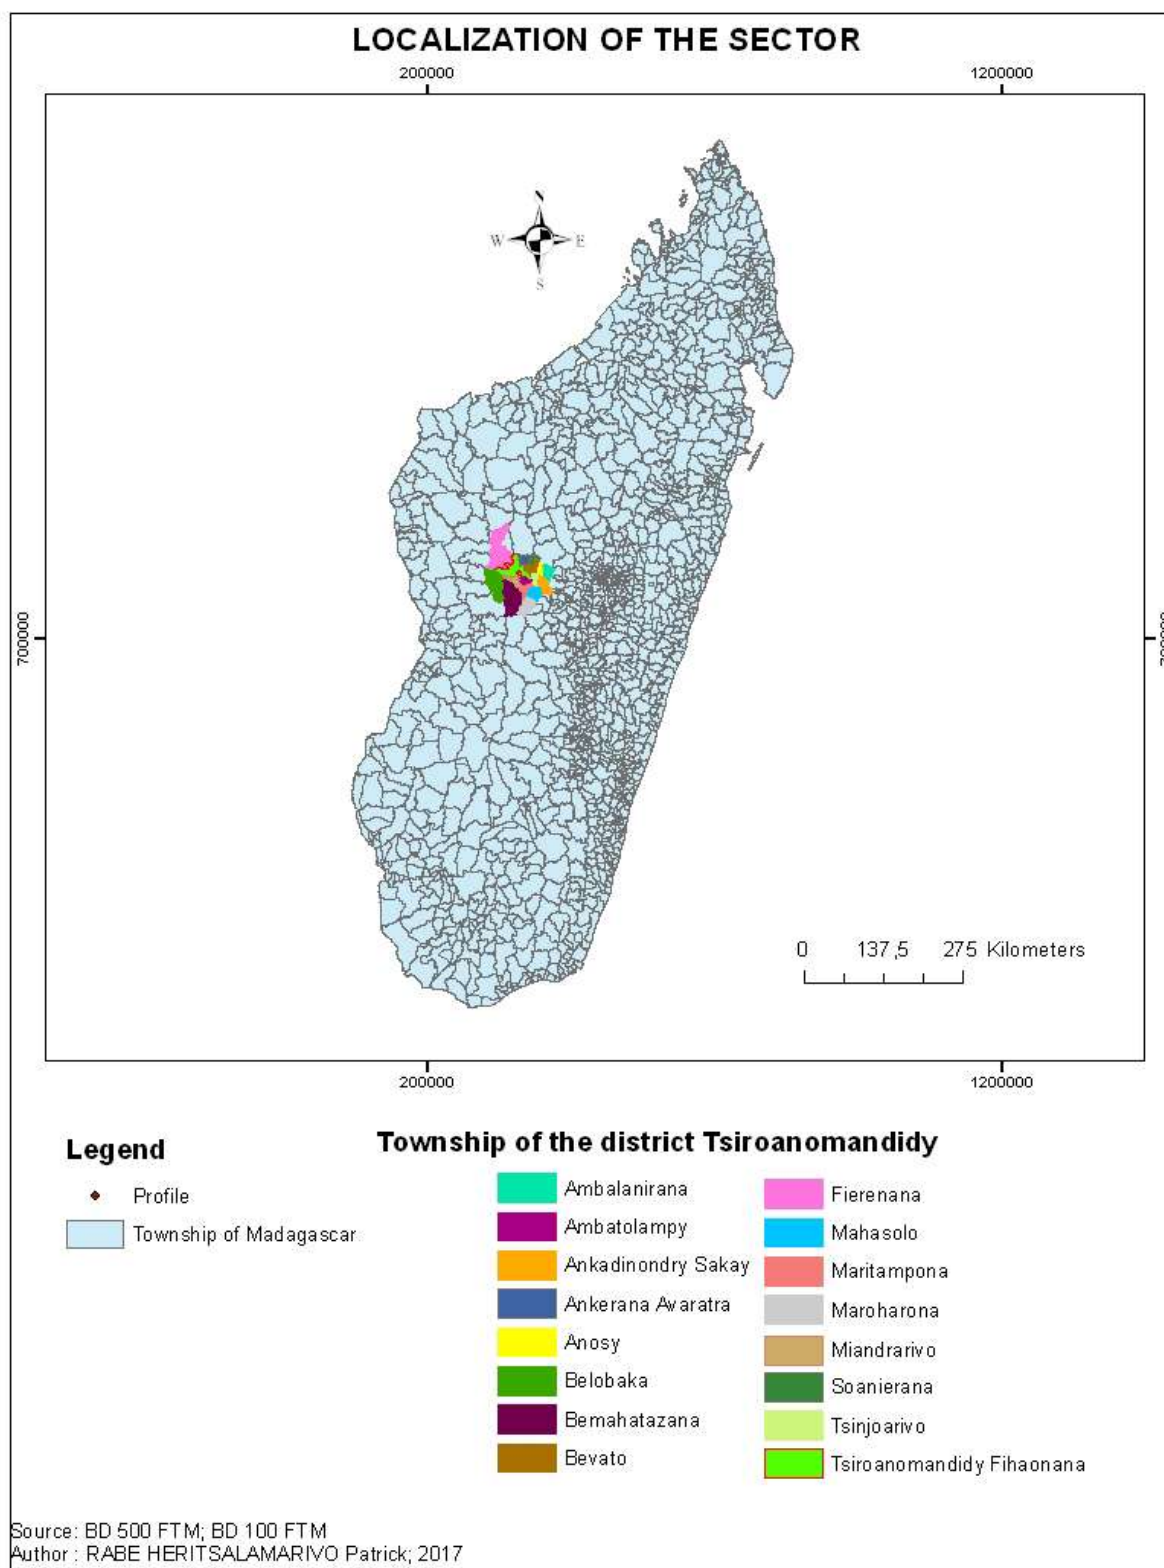 LOCALIZATION OF THE SECTOR
200000 1200000
N
W E
S
700000 700000
0 137,5 275 Kilometers
200000 1200000
Legend
Profile
Township of Madagascar
Township of the district Tsiroanomandidy
Ambalanirana
Ambatolampy
Ankadinondry Sakay
Ankerana Avaratra
Anosy
Belobaka
Bemahatazana
Bevato
Fierenana
Mahasolo
Maritampona
Maroharona
Miandrarivo
Soanierana
Tsinjoarivo
Tsiroanomandidy Fihaonana
Source: BD 500 FTM; BD 100 FTM
Author : RABE HERITSALAMARIVO Patrick; 2017